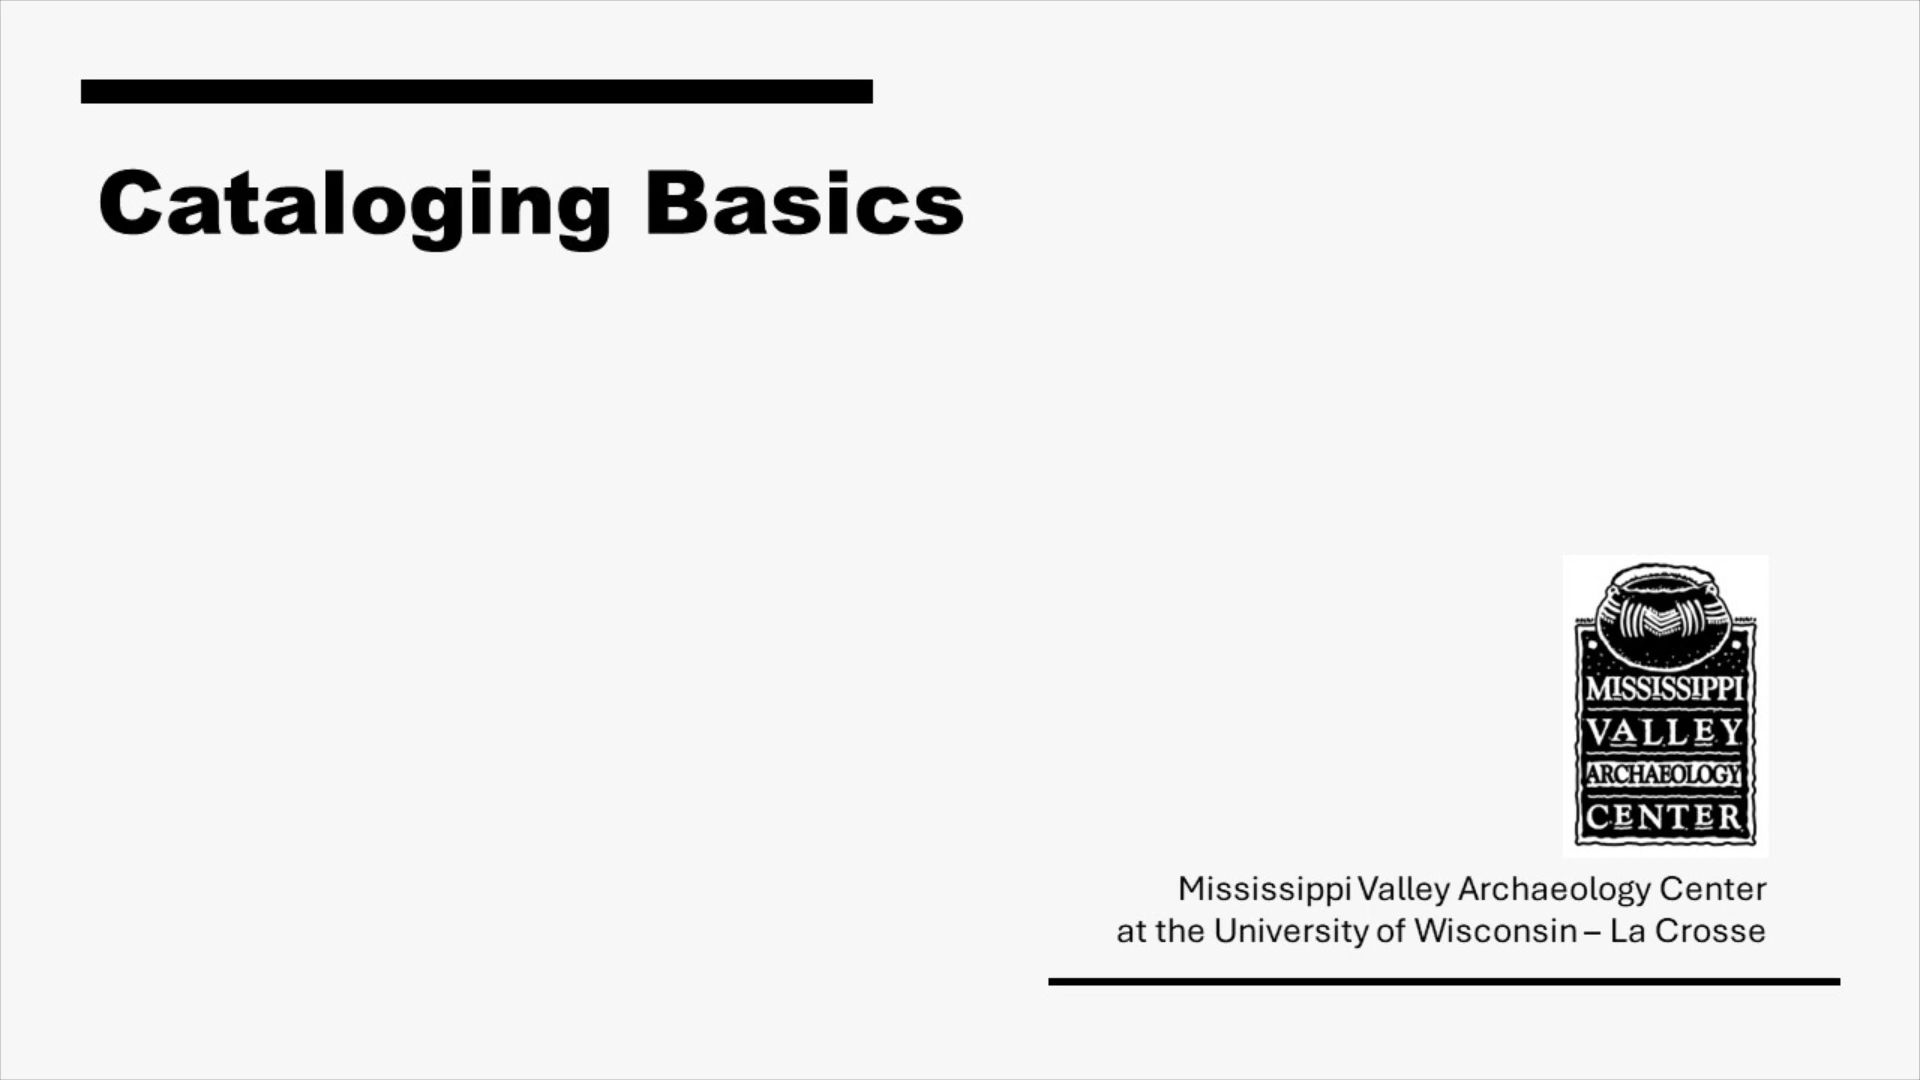 Cataloging Basics
MISSISSIPPI
VALLEY
ARCHAEOLOGY
CENTER
Mississippi Valley Archaeology Center
at the University of Wisconsin – La Crosse